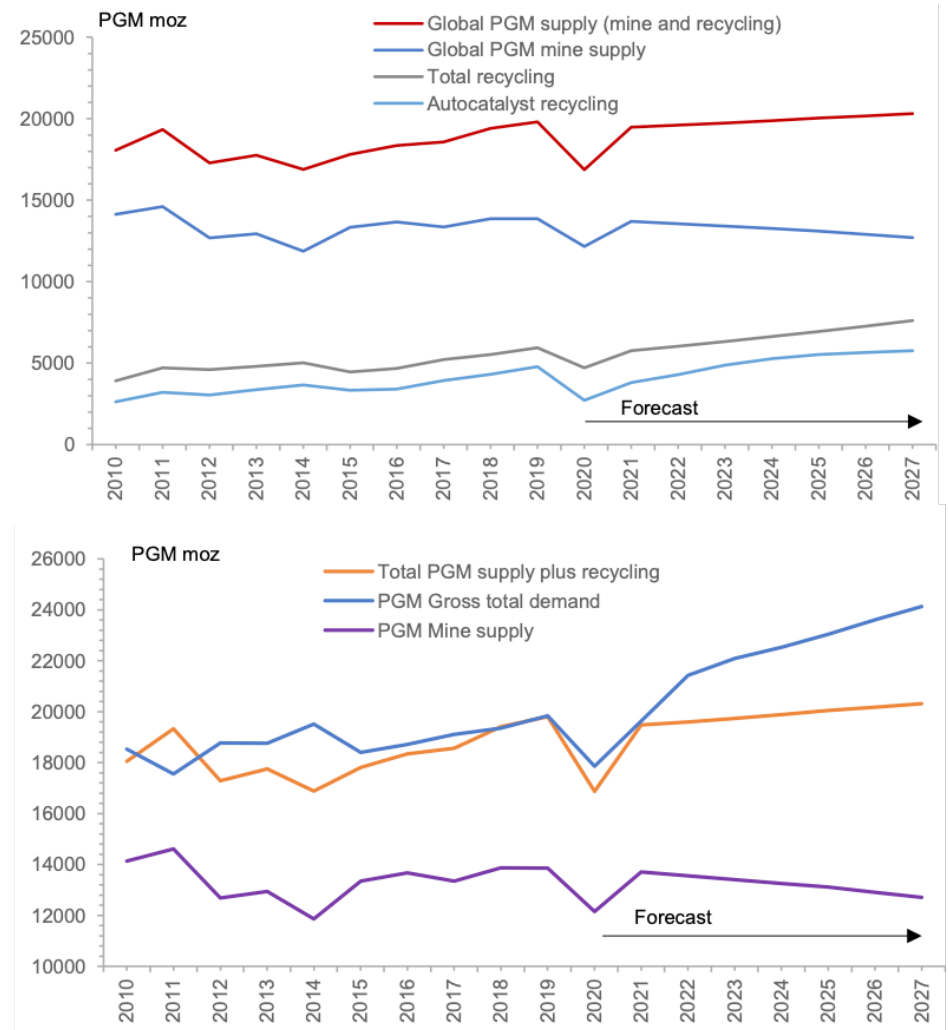 PGM moz
Global PGM supply (mine and recycling)
Global PGM mine supply
Total recycling
Autocatalyst recycling
25000
20000
15000
10000
5000
0
Forecast
2010 2011 2012 2013 2014 2015 2016 2017 2018 2019 2020 2021 2022 2023 2024 2025 2026 2027
PGM moz
Total PGM supply plus recycling
PGM Gross total demand
PGM Mine supply
26000
24000
22000
20000
18000
16000
14000
12000
10000
Forecast
2010 2011 2012 2013 2014 2015 2016 2017 2018 2019 2020 2021 2022 2023 2024 2025 2026 2027